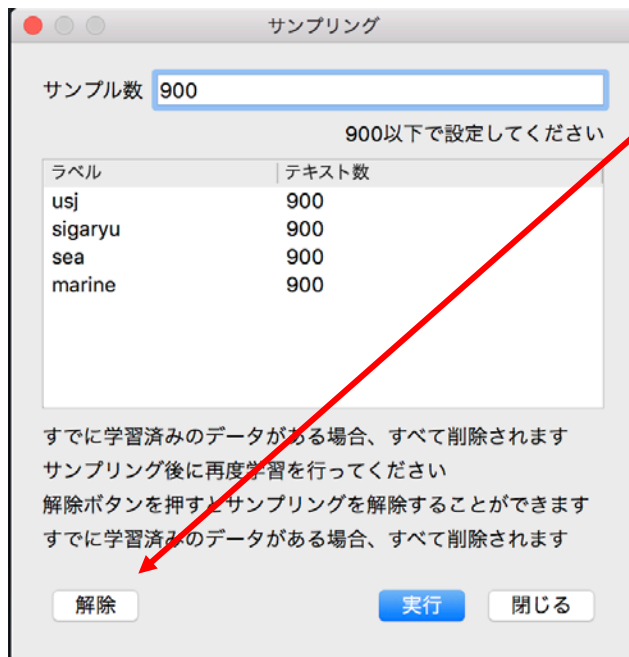 サンプリング
サンプル数 900
900以下で設定してください
ラベル テキスト数
usj 900
sigaryu 900
sea 900
marine 900
すでに学習済みのデータがある場合、すべて削除されます
サンプリング後に再度学習を行ってください
解除ボタンを押すとサンプリングを解除することができます
すでに学習済みのデータがある場合、すべて削除されます
解除 実行 閉じる